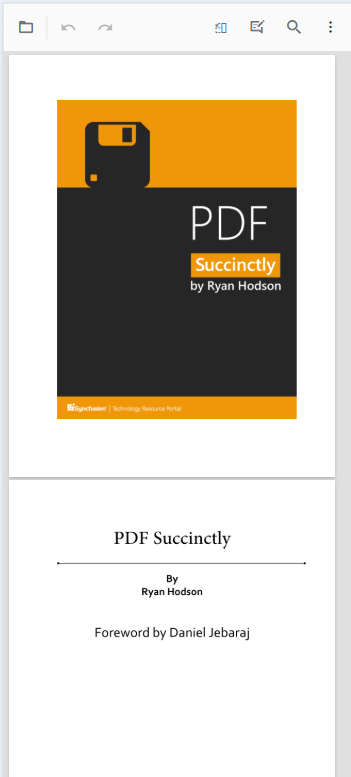 PDF
Succinctly
by Ryan Hodson
Syncfusion | Technology Resource Portal
PDF Succinctly
By
Ryan Hodson
Foreword by Daniel Jebaraj